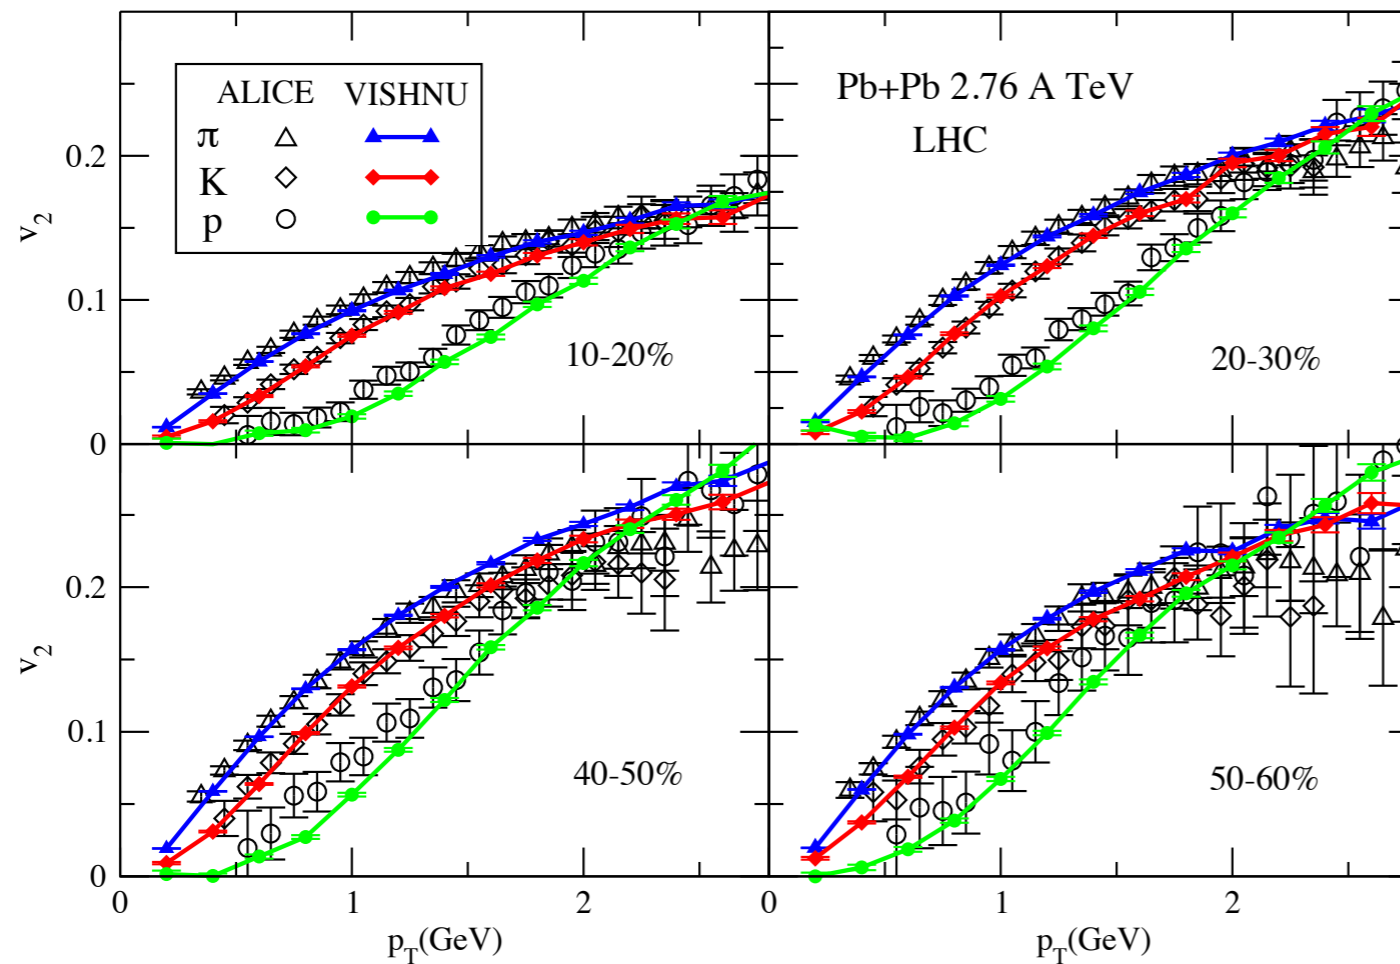 ALICE VISHNU
π
K
p
Pb+Pb 2.76 A TeV
LHC
v2
0.2
0.1
0
10-20%
20-30%
v2
0.2
0.1
0
40-50%
50-60%
0 1 2 0 1 2
pT(GeV) pT(GeV)